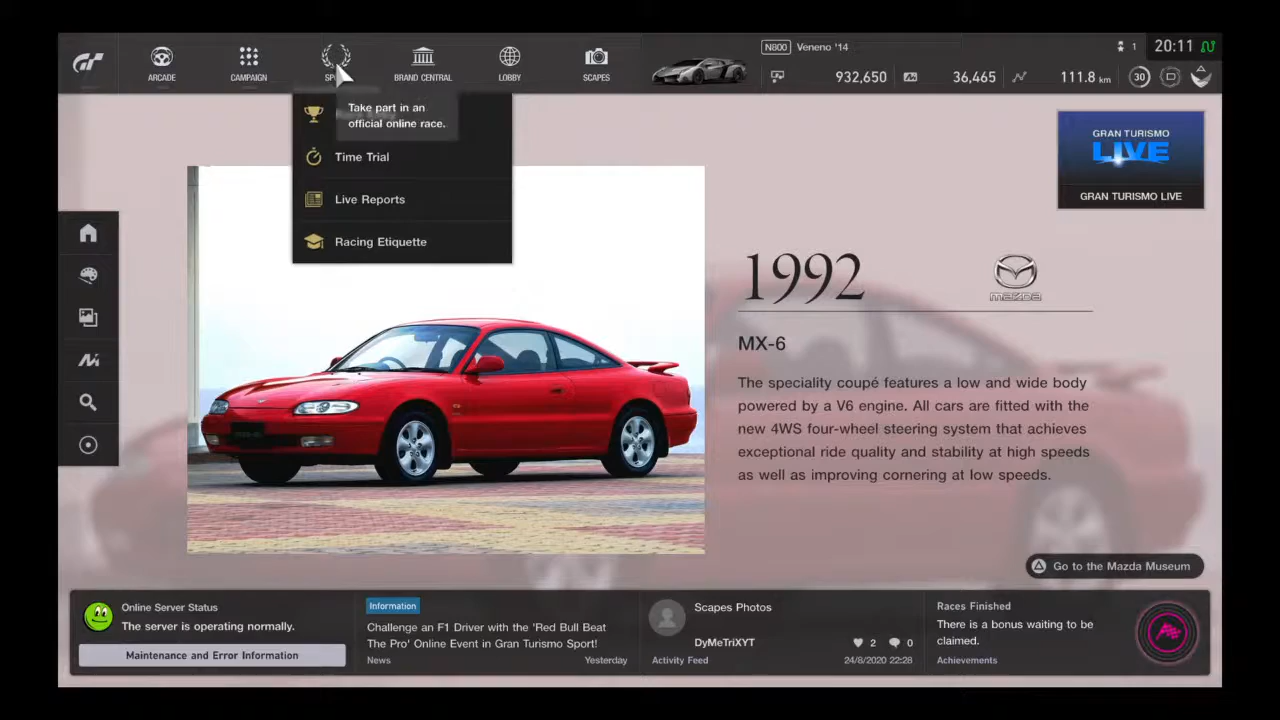 ARCADE
CAMPAIGN
BRAND CENTRAL
LOBBY
SCAPES
N800 Veneno '14
1
20:11
932,650
36,465
111.8 km
30
Take part in an
official online race.
Time Trial
Live Reports
Racing Etiquette
GRAN TURISMO
LIVE
GRAN TURISMO LIVE
1992
mazda
MX-6
The speciality coupé features a low and wide body
powered by a V6 engine. All cars are fitted with the
new 4WS four-wheel steering system that achieves
exceptional ride quality and stability at high speeds
as well as improving cornering at low speeds.
Go to the Mazda Museum
Online Server Status
The server is operating normally.
Maintenance and Error Information
Information
Challenge an F1 Driver with the 'Red Bull Beat
The Pro' Online Event in Gran Turismo Sport!
News
Yesterday
Scapes Photos
DyMeTriXYT
2
0
Activity Feed
24/8/2020 22:28
Races Finished
There is a bonus waiting to be
claimed.
Achievements